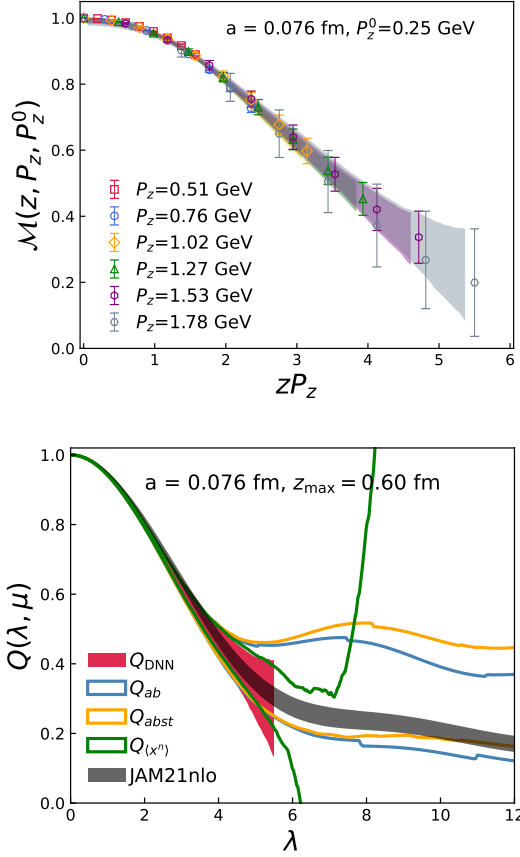 a = 0.076 fm, P_z^0=0.25 GeV
1.0
0.8
0.6
0.4
0.2
0.0
ℳ(z, P_z, P_z^0)
P_z=0.51 GeV
P_z=0.76 GeV
P_z=1.02 GeV
P_z=1.27 GeV
P_z=1.53 GeV
P_z=1.78 GeV
0 1 2 3 4 5 6
zP_z
a = 0.076 fm, z_max = 0.60 fm
1.0
0.8
0.6
0.4
0.2
0.0
Q(λ, μ)
Q_DNN
Q_ab
Q_abst
Q_⟨x^n⟩
JAM21nlo
0 2 4 6 8 10 12
λ